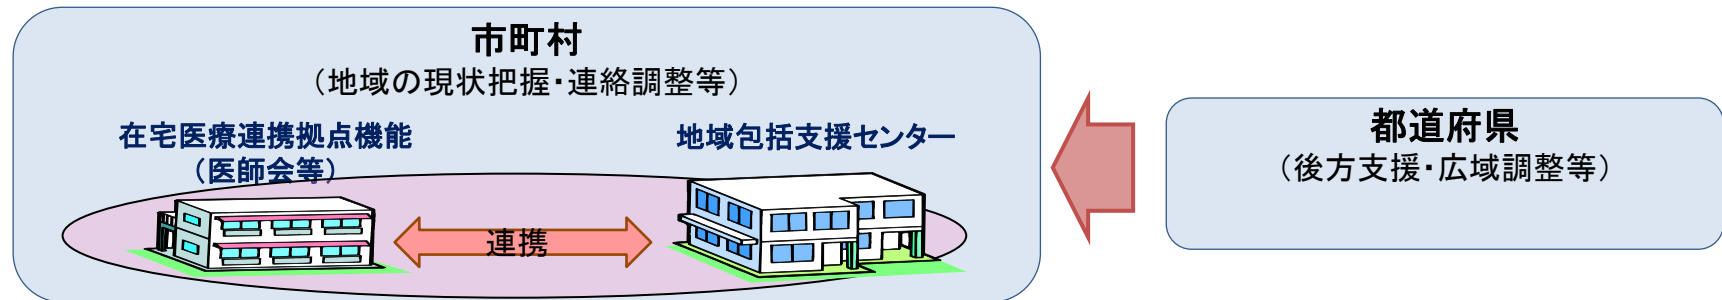 市町村
（地域の現状把握・連絡調整等）
在宅医療連携拠点機能
（医師会等）
地域包括支援センター
連携
都道府県
（後方支援・広域調整等）